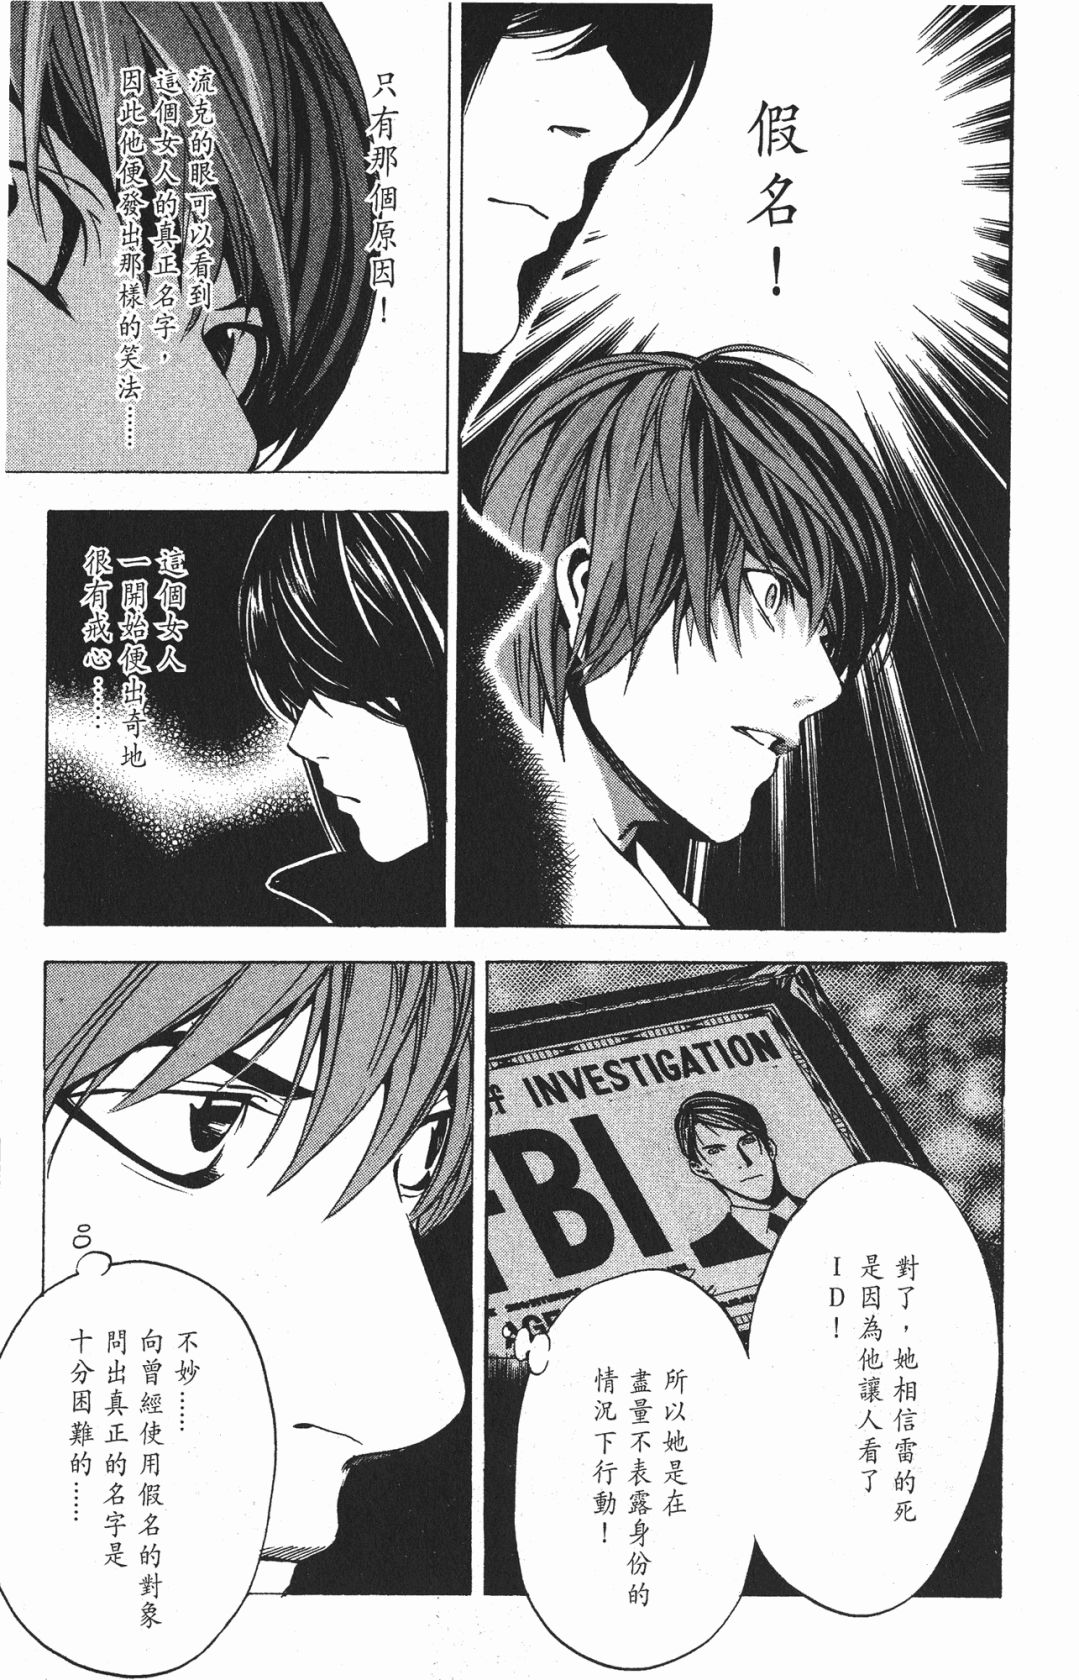 假名！
只有那個原因！
流克的眼可以看到
這個女人的真正名字，
因此他便發出那樣的笑法……
這個女人
一開始便出奇地
很有戒心……
of INVESTIGATION
FBI
對了，她相信雷的死
是因為他讓人看了
ID！
所以她是在
盡量不表露身份的
情況下行動！
不妙……
向曾經使用假名的對象
問出真正的名字是
十分困難的……